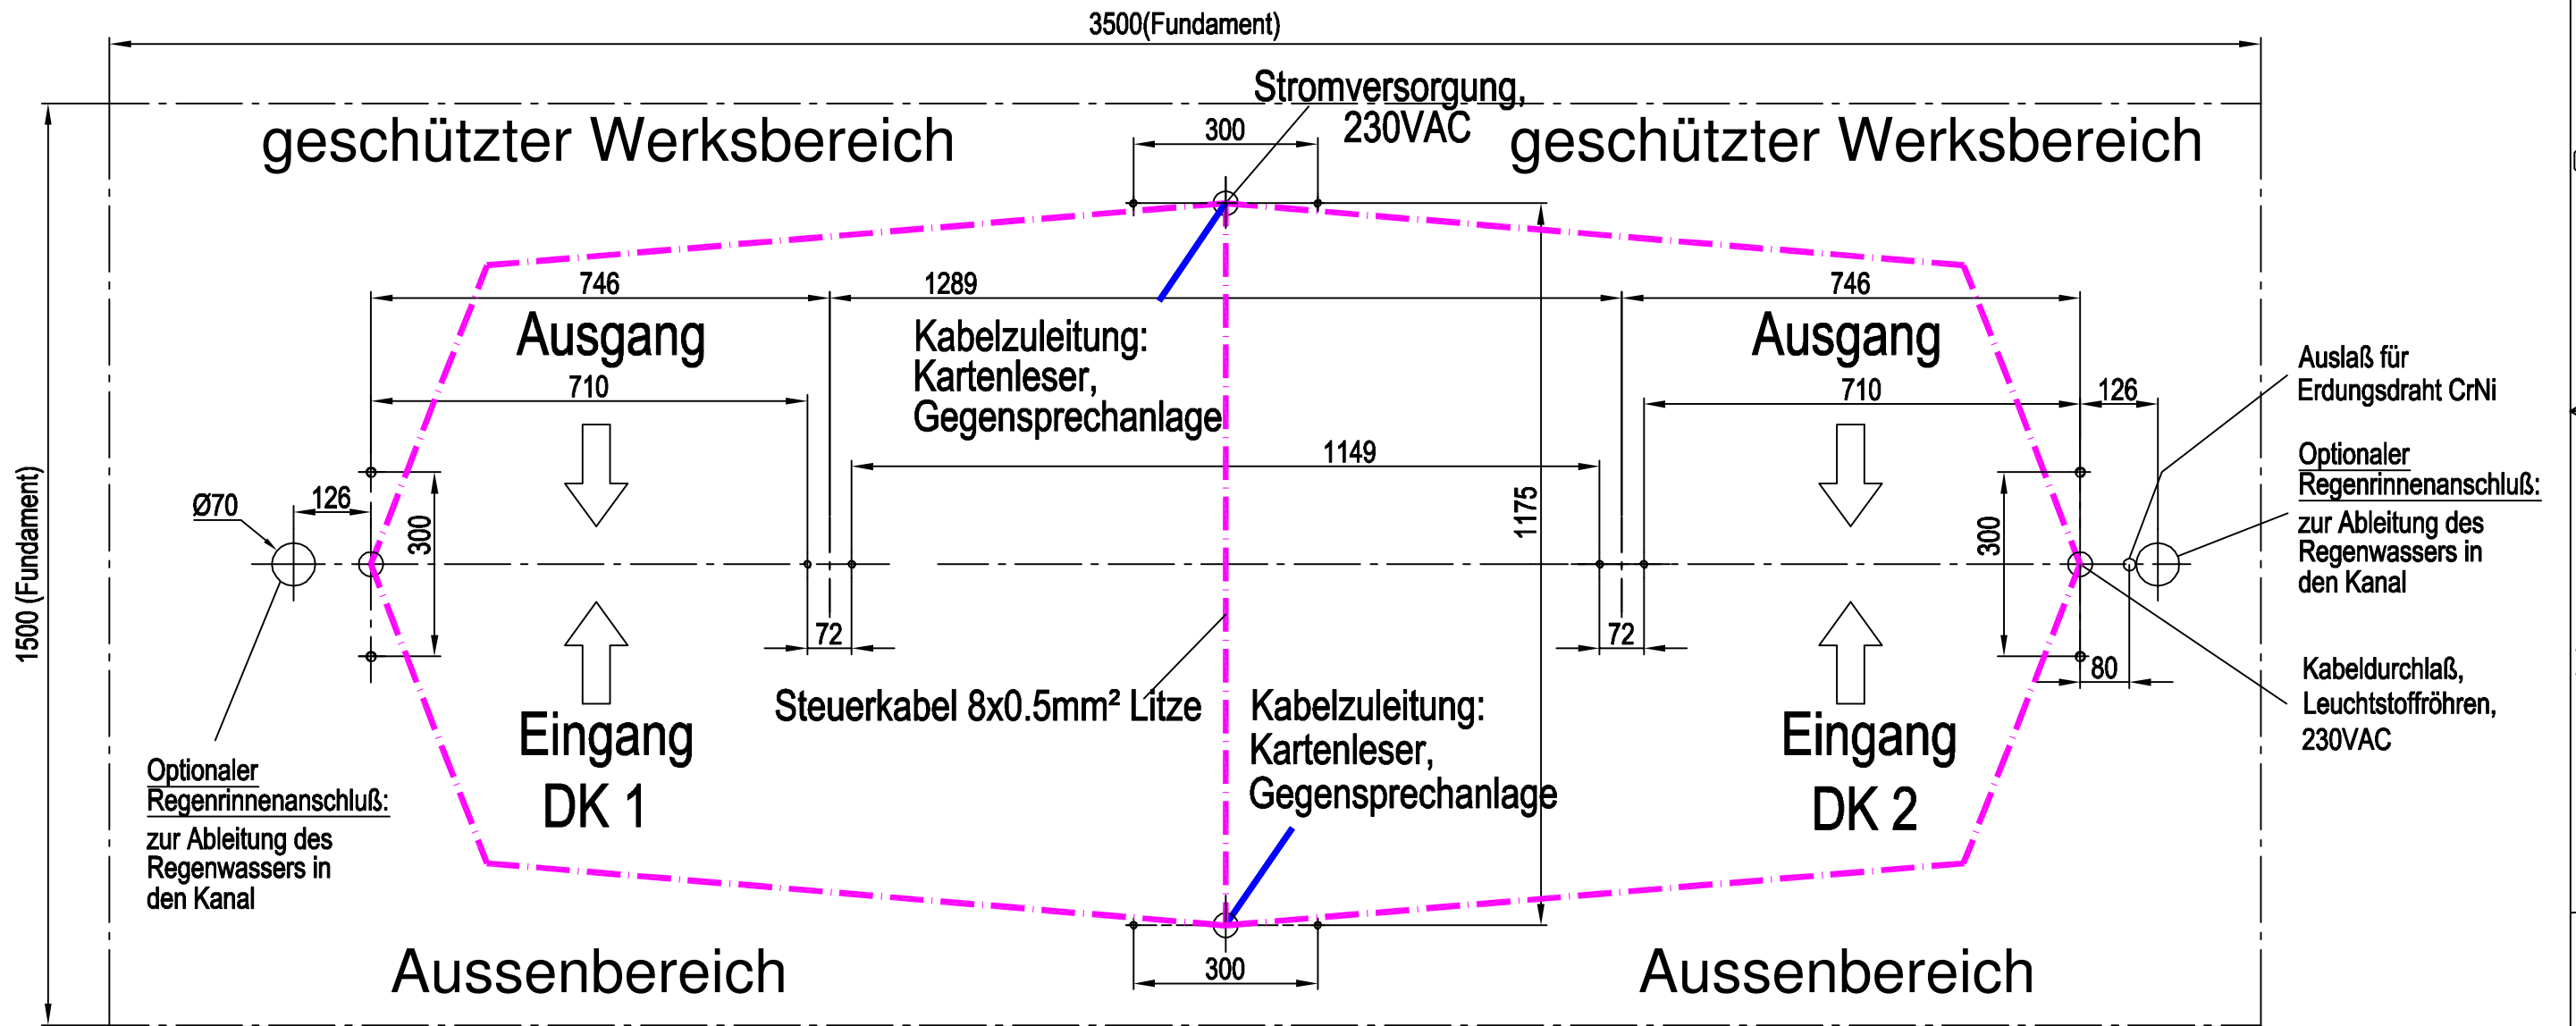 3500(Fundament)
Stromversorgung,
230VAC
geschützter Werksbereich
300
geschützter Werksbereich
746
1289
746
Ausgang
Kabelzuleitung:
Kartenleser,
Gegensprechanlage
Ausgang
710
710
126
Auslaß für
Erdungsdraht CrNi
1149
1175
Optionaler
Regenrinnenanschluß:
zur Ableitung des
Regenwassers in
den Kanal
Ø70
126
300
300
1500 (Fundament)
72
72
80
Steuerkabel 8x0.5mm² Litze
Kabelzuleitung:
Kartenleser,
Gegensprechanlage
Kabeldurchlaß,
Leuchtstoffröhren,
230VAC
Eingang
DK 1
Eingang
DK 2
Optionaler
Regenrinnenanschluß:
zur Ableitung des
Regenwassers in
den Kanal
Aussenbereich
300
Aussenbereich